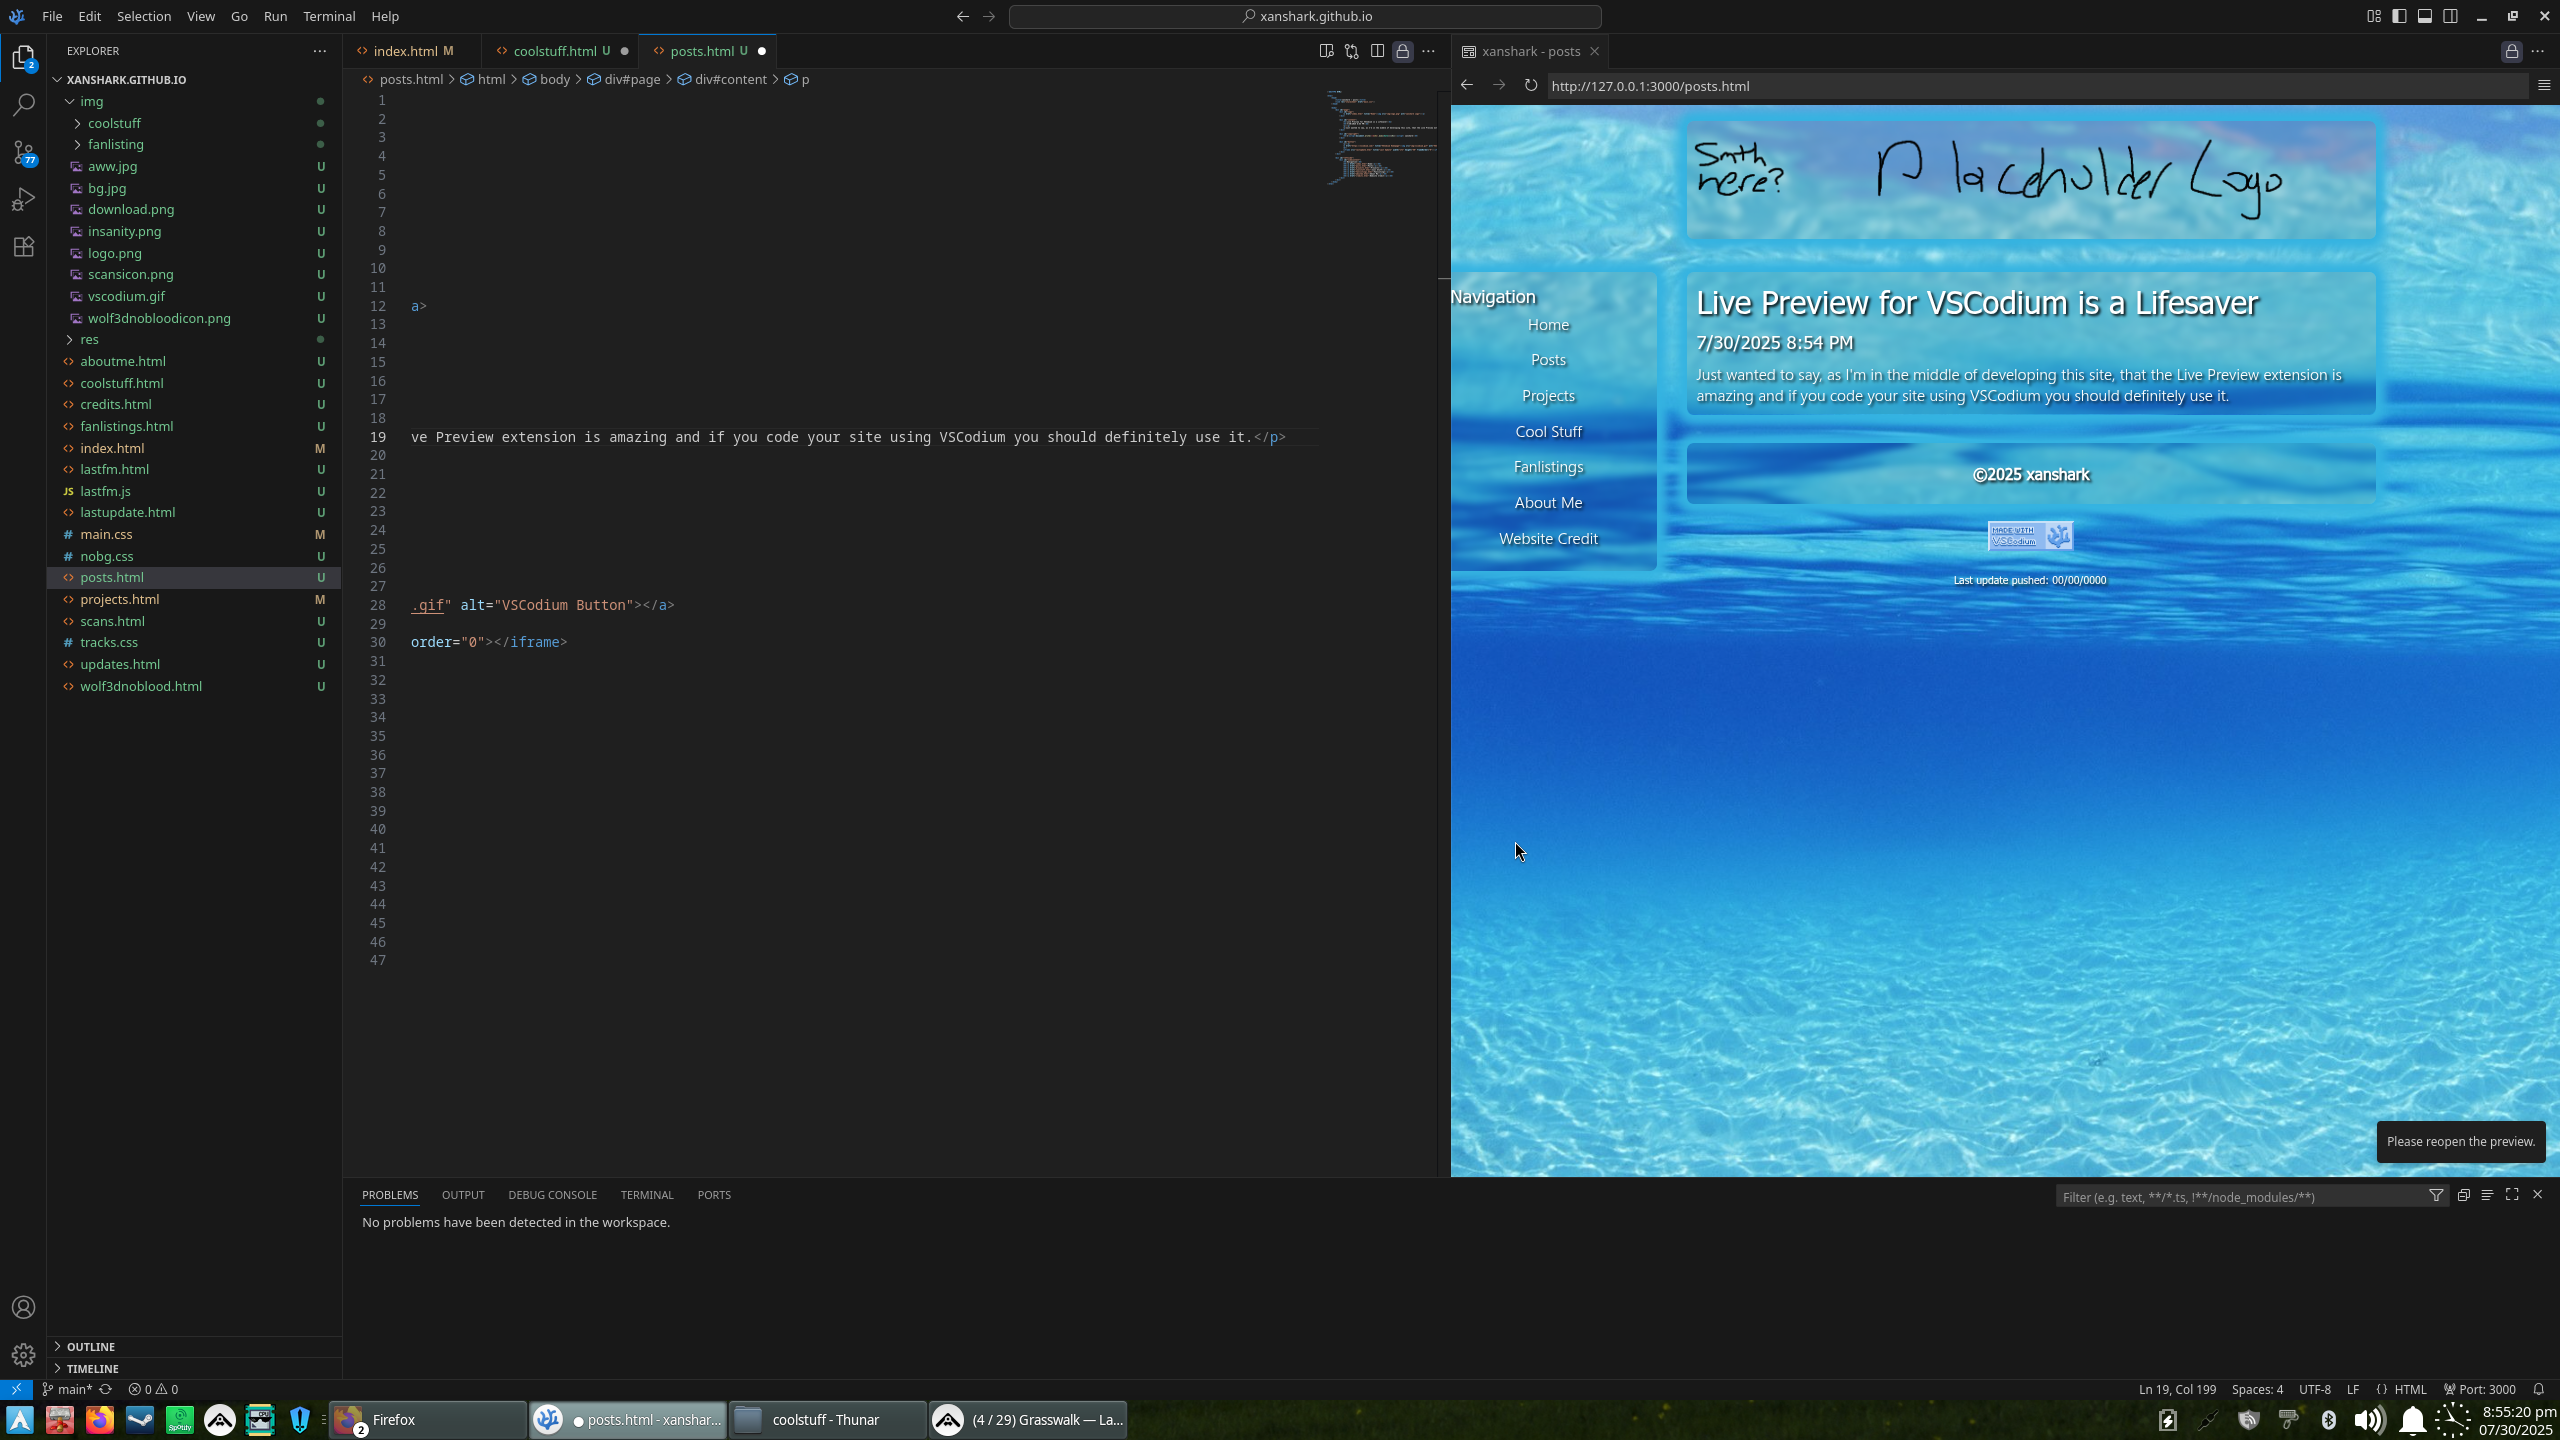 File Edit Selection View Go Run Terminal Help
xanshark.github.io
EXPLORER
XANSHARK.GITHUB.IO
img
coolstuff
fanlisting
aww.jpg U
bg.jpg U
download.png U
insanity.png U
logo.png U
scansicon.png U
vscodium.gif U
wolf3dnobloodicon.png U
res
aboutme.html U
coolstuff.html U
credits.html U
fanlistings.html U
index.html M
lastfm.html U
JS lastfm.js U
lastupdate.html U
# main.css M
# nobg.css U
posts.html U
projects.html M
scans.html U
# tracks.css U
updates.html U
wolf3dnoblood.html U
OUTLINE
TIMELINE
2
77
index.html M coolstuff.html U posts.html U
posts.html > html > body > div#page > div#content > p
1
2
3
4
5
6
7
8
9
10
11
12 a>
13
14
15
16
17
18
19 ve Preview extension is amazing and if you code your site using VSCodium you should definitely use it.</p>
20
21
22
23
24
25
26
27
28 .gif" alt="VSCodium Button"></a>
29
30 order="0"></iframe>
31
32
33
34
35
36
37
38
39
40
41
42
43
44
45
46
47
xanshark - posts
http://127.0.0.1:3000/posts.html
Smth here?
Placeholder Logo
Navigation
Home
Posts
Projects
Cool Stuff
Fanlistings
About Me
Website Credit
Live Preview for VSCodium is a Lifesaver
7/30/2025 8:54 PM
Just wanted to say, as I'm in the middle of developing this site, that the Live Preview extension is
amazing and if you code your site using VSCodium you should definitely use it.
©2025 xanshark
MADE WITH
VSCodium
Last update pushed: 00/00/0000
Please reopen the preview.
PROBLEMS OUTPUT DEBUG CONSOLE TERMINAL PORTS
Filter (e.g. text, **/*.ts, !**/node_modules/**)
No problems have been detected in the workspace.
main* 0 0
Ln 19, Col 199 Spaces: 4 UTF-8 LF {} HTML Port: 3000
Spotify
2 Firefox
● posts.html - xanshar...
coolstuff - Thunar
(4 / 29) Grasswalk — La...
8:55:20 pm
07/30/2025